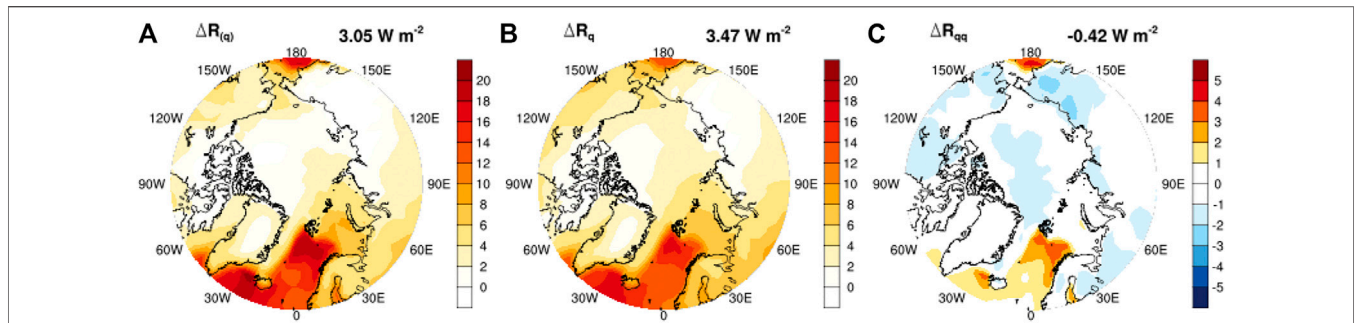 A ΔR(q) 3.05 W m-2
180
150W 150E
120W 120E
90W 90E
60W 60E
30W 30E
0
20
18
16
14
12
10
8
6
4
2
0
B ΔRq 3.47 W m-2
180
150W 150E
120W 120E
90W 90E
60W 60E
30W 30E
0
20
18
16
14
12
10
8
6
4
2
0
C ΔRqq -0.42 W m-2
180
150W 150E
120W 120E
90W 90E
60W 60E
30W 30E
0
5
4
3
2
1
0
-1
-2
-3
-4
-5